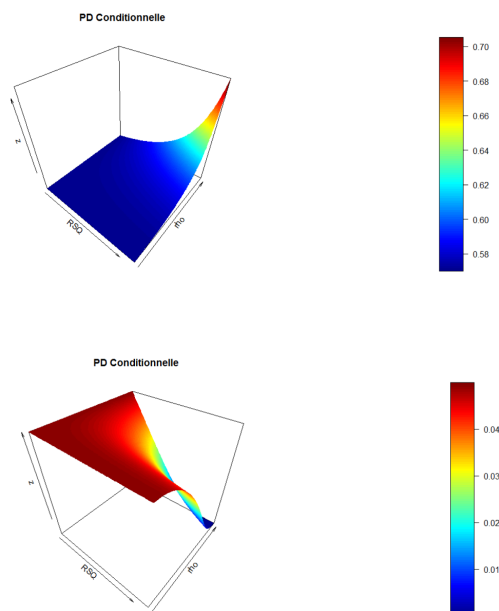 PD Conditionnelle
z
RSQ
rho
0.70
0.68
0.66
0.64
0.62
0.60
0.58
PD Conditionnelle
z
RSQ
rho
0.04
0.03
0.02
0.01